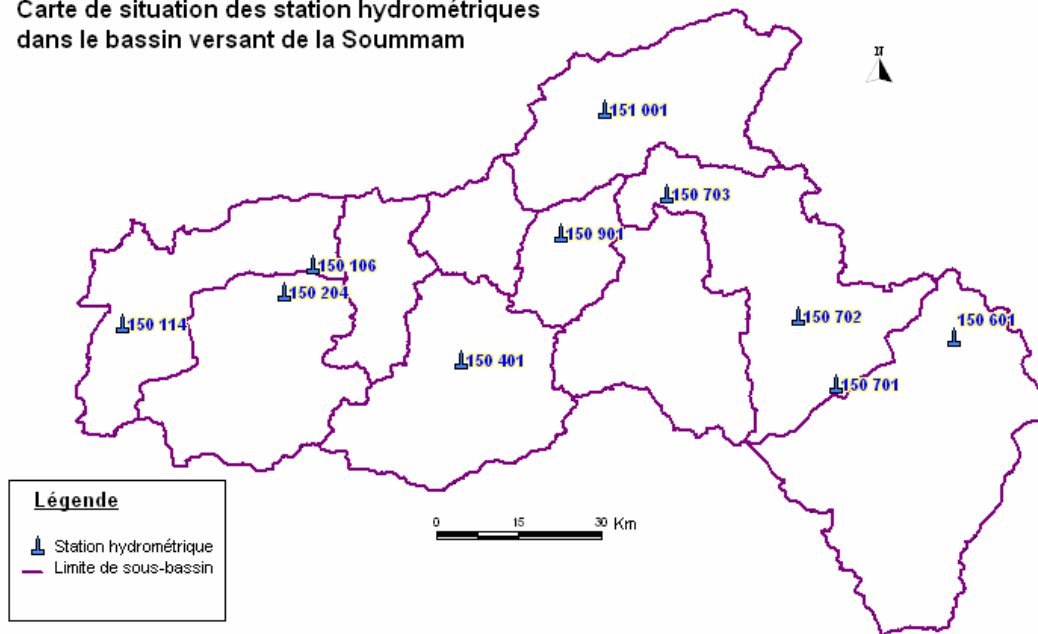 Carte de situation des station hydrométriques
dans le bassin versant de la Soummam
N
151 001
150 703
150 901
150 106
150 204
150 114
150 702
150 601
150 401
150 701
Légende
Station hydrométrique
Limite de sous-bassin
0 15 30 Km